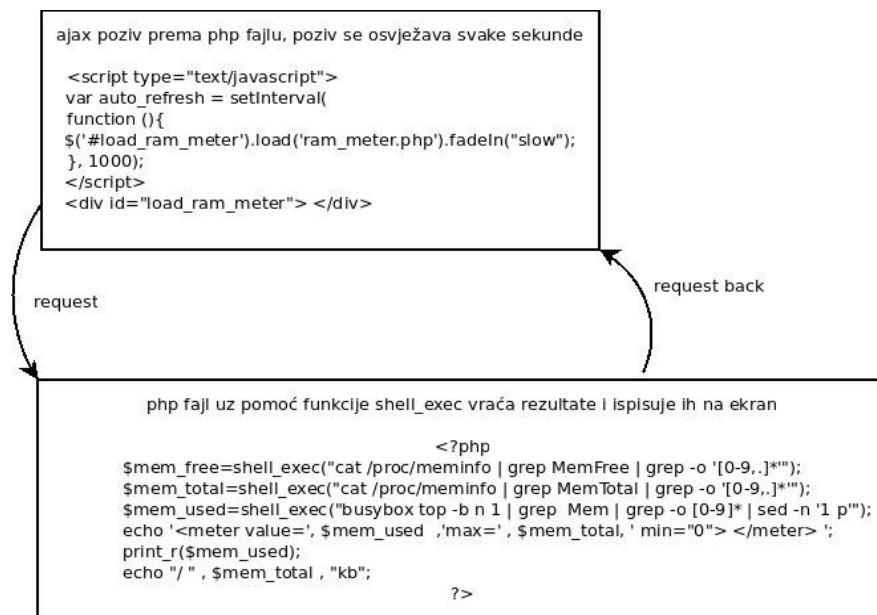 ajax poziv prema php fajlu, poziv se osvježava svake sekunde
<script type="text/javascript">
var auto_refresh = setInterval(
function (){
$('#load_ram_meter').load('ram_meter.php').fadeIn("slow");
}, 1000);
</script>
<div id="load_ram_meter"> </div>
request
request back
php fajl uz pomoć funkcije shell_exec vraća rezultate i ispisuje ih na ekran
<?php
$mem_free=shell_exec("cat /proc/meminfo | grep MemFree | grep -o '[0-9,.]*'");
$mem_total=shell_exec("cat /proc/meminfo | grep MemTotal | grep -o '[0-9,.]*'");
$mem_used=shell_exec("busybox top -b n 1 | grep  Mem | grep -o [0-9]* | sed -n '1 p'");
echo '<meter value=', $mem_used  ,'max=' , $mem_total, ' min="0"> </meter> ';
print_r($mem_used);
echo "/ " , $mem_total , "kb";
?>